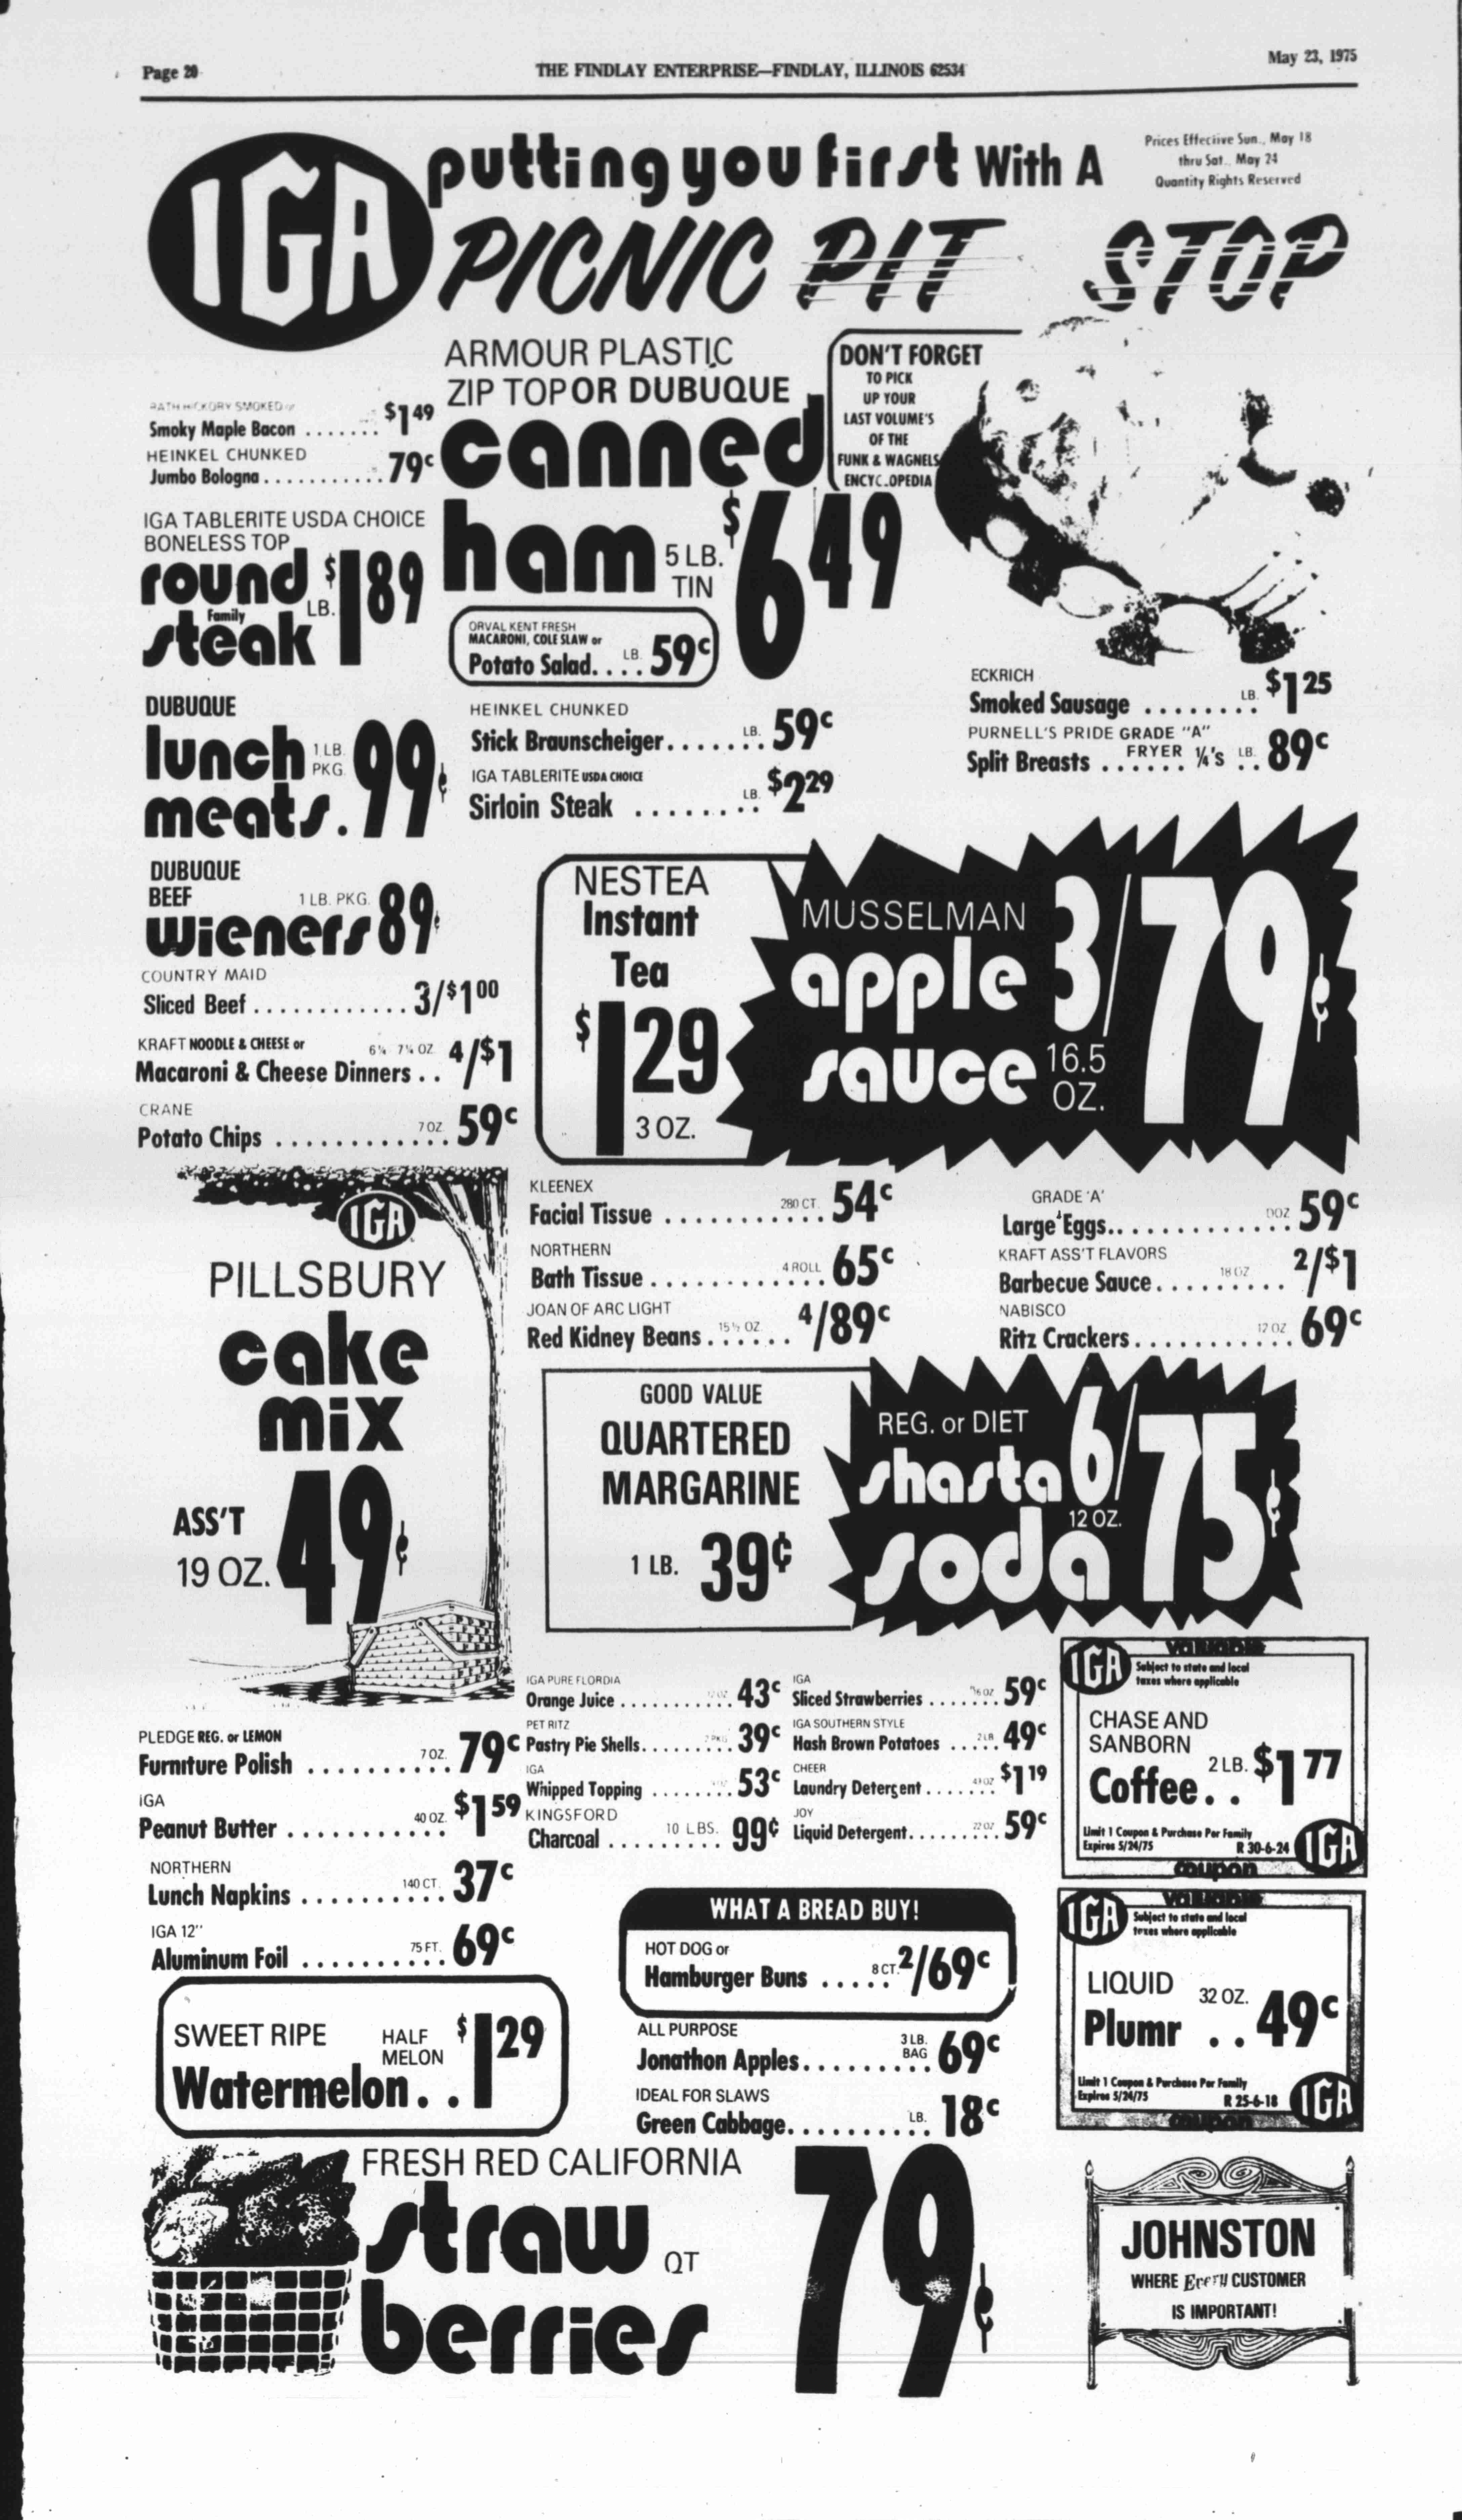 Page 20
THE FINDLAY ENTERPRISE—FINDLAY, ILLINOIS 62534
May 23, 1975
IGA
putting you first With A
Prices Effective Sun., May 18
thru Sat.. May 24
Quantity Rights Reserved
PICNIC PIT STOP
RATH HICKORY SMOKED or
Smoky Maple Bacon ....... $1 49
HEINKEL CHUNKED
Jumbo Bologna ........... 79¢
ARMOUR PLASTIC
ZIP TOP OR DUBUQUE
canned
ham 5 LB. TIN $6 49
DON'T FORGET
TO PICK
UP YOUR
LAST VOLUME'S
OF THE
FUNK & WAGNELS
ENCYC.OPEDIA
IGA TABLERITE USDA CHOICE
BONELESS TOP
round
Family
steak LB. $1 89
ORVAL KENT FRESH
MACARONI, COLE SLAW or
Potato Salad.... LB. 59¢
DUBUQUE
lunch 1 LB. PKG.
meats. 99¢
HEINKEL CHUNKED
Stick Braunscheiger....... LB. 59¢
IGA TABLERITE USDA CHOICE
Sirloin Steak ........ LB. $2 29
ECKRICH
Smoked Sausage ........ LB. $1 25
PURNELL'S PRIDE GRADE "A"
Split Breasts ...... FRYER ¼'s LB. .. 89¢
DUBUQUE
BEEF 1 LB. PKG.
wieners 89¢
COUNTRY MAID
Sliced Beef ............ 3/$1 00
KRAFT NOODLE & CHEESE or
Macaroni & Cheese Dinners .. 4/$1
CRANE
Potato Chips ............ 7 OZ. 59¢
NESTEA
Instant
Tea
$1 29
3 OZ.
MUSSELMAN
apple
sauce 16.5 OZ.
3/79¢
IGA
PILLSBURY
cake
mix
ASS'T
19 OZ. 49¢
KLEENEX
Facial Tissue ........... 280 CT. 54¢
NORTHERN
Bath Tissue ............ 4 ROLL 65¢
JOAN OF ARC LIGHT
Red Kidney Beans ...... 15½ OZ. 4/89¢
GRADE 'A'
Large Eggs.............. DOZ 59¢
KRAFT ASS'T FLAVORS
Barbecue Sauce ......... 18 OZ 2/$1
NABISCO
Ritz Crackers........... 12 OZ. 69¢
GOOD VALUE
QUARTERED
MARGARINE
1 LB. 39¢
REG. or DIET
shasta
soda 12 OZ.
6/75¢
PLEDGE REG. or LEMON
Furniture Polish .......... 7 OZ. 79¢
IGA
Peanut Butter ........... 40 OZ. $1 59
NORTHERN
Lunch Napkins .......... 140 CT. 37¢
IGA 12"
Aluminum Foil .......... 75 FT. 69¢
IGA PURE FLORDIA
Orange Juice ........... 43¢
PET RITZ
Pastry Pie Shells......... 39¢
IGA
Whipped Topping ........ 53¢
KINGSFORD
Charcoal ......... 10 LBS. 99¢
IGA
Sliced Strawberries ....... 59¢
IGA SOUTHERN STYLE
Hash Brown Potatoes ..... 2 LB. 49¢
CHEER
Laundry Detergent ....... 49 OZ $1 19
JOY
Liquid Detergent......... 22 OZ 59¢
valuable
IGA
Subject to state and local
taxes where applicable
CHASE AND
SANBORN
Coffee.. 2 LB. $1 77
Limit 1 Coupon & Purchase Per Family
Expires 5/24/75 R 30-6-24
IGA
coupon
WHAT A BREAD BUY!
HOT DOG or
Hamburger Buns ..... 8 CT. 2/69¢
valuable
IGA
Subject to state and local
taxes where applicable
LIQUID
Plumr .. 32 OZ. 49¢
Limit 1 Coupon & Purchase Per Family
Expires 5/24/75 R 25-6-18
IGA
coupon
SWEET RIPE HALF MELON
Watermelon.. $1 29
ALL PURPOSE
Jonathon Apples......... 3 LB. BAG 69¢
IDEAL FOR SLAWS
Green Cabbage.......... LB. 18¢
FRESH RED CALIFORNIA
straw
berries QT
79¢
JOHNSTON
WHERE Every CUSTOMER
IS IMPORTANT!